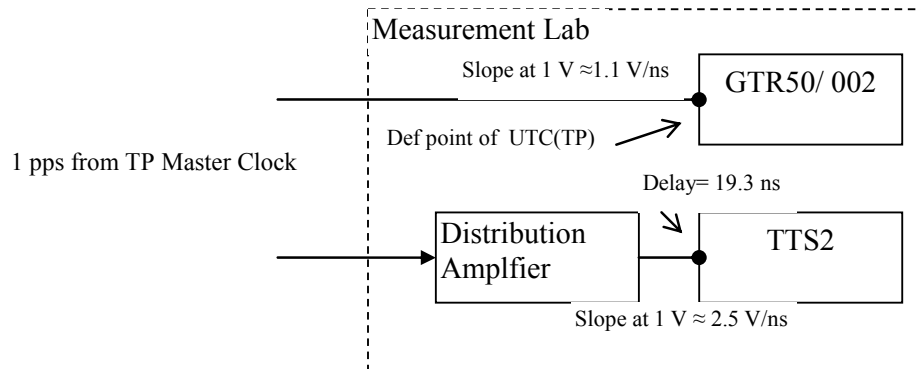 Measurement Lab
Slope at 1 V ≈1.1 V/ns
GTR50/ 002
Def point of UTC(TP)
1 pps from TP Master Clock
Delay= 19.3 ns
Distribution
Amplfier
TTS2
Slope at 1 V ≈ 2.5 V/ns